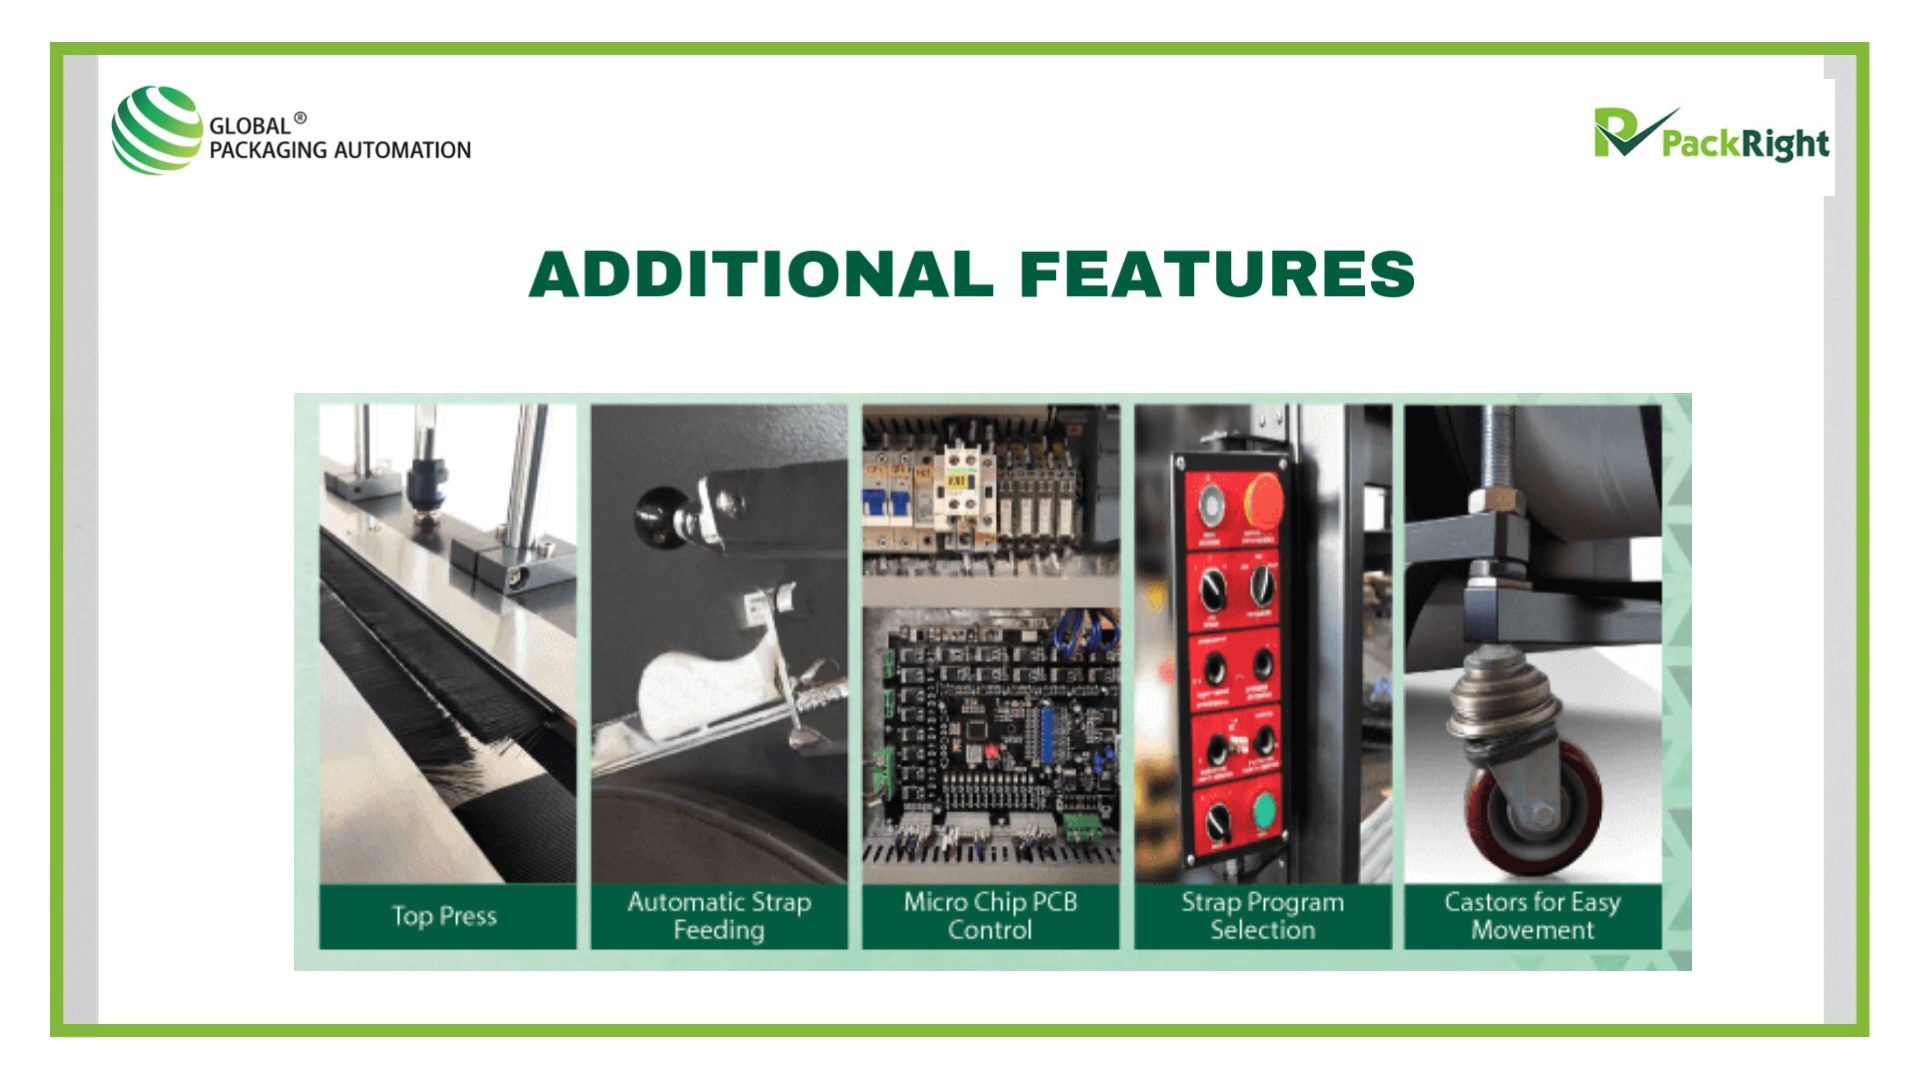 GLOBAL®
PACKAGING AUTOMATION
PackRight
ADDITIONAL FEATURES
Top Press
Automatic Strap
Feeding
Micro Chip PCB
Control
Strap Program
Selection
Castors for Easy
Movement